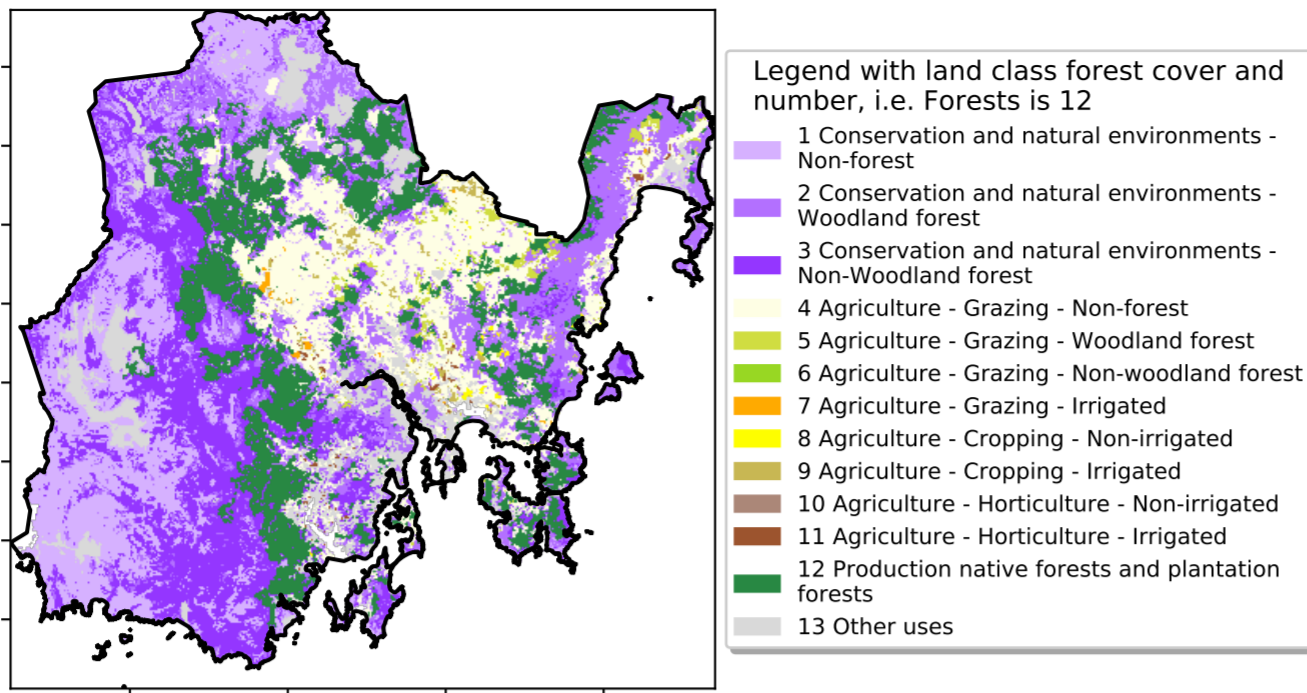 Legend with land class forest cover and
number, i.e. Forests is 12
1 Conservation and natural environments -
Non-forest
2 Conservation and natural environments -
Woodland forest
3 Conservation and natural environments -
Non-Woodland forest
4 Agriculture - Grazing - Non-forest
5 Agriculture - Grazing - Woodland forest
6 Agriculture - Grazing - Non-woodland forest
7 Agriculture - Grazing - Irrigated
8 Agriculture - Cropping - Non-irrigated
9 Agriculture - Cropping - Irrigated
10 Agriculture - Horticulture - Non-irrigated
11 Agriculture - Horticulture - Irrigated
12 Production native forests and plantation
forests
13 Other uses